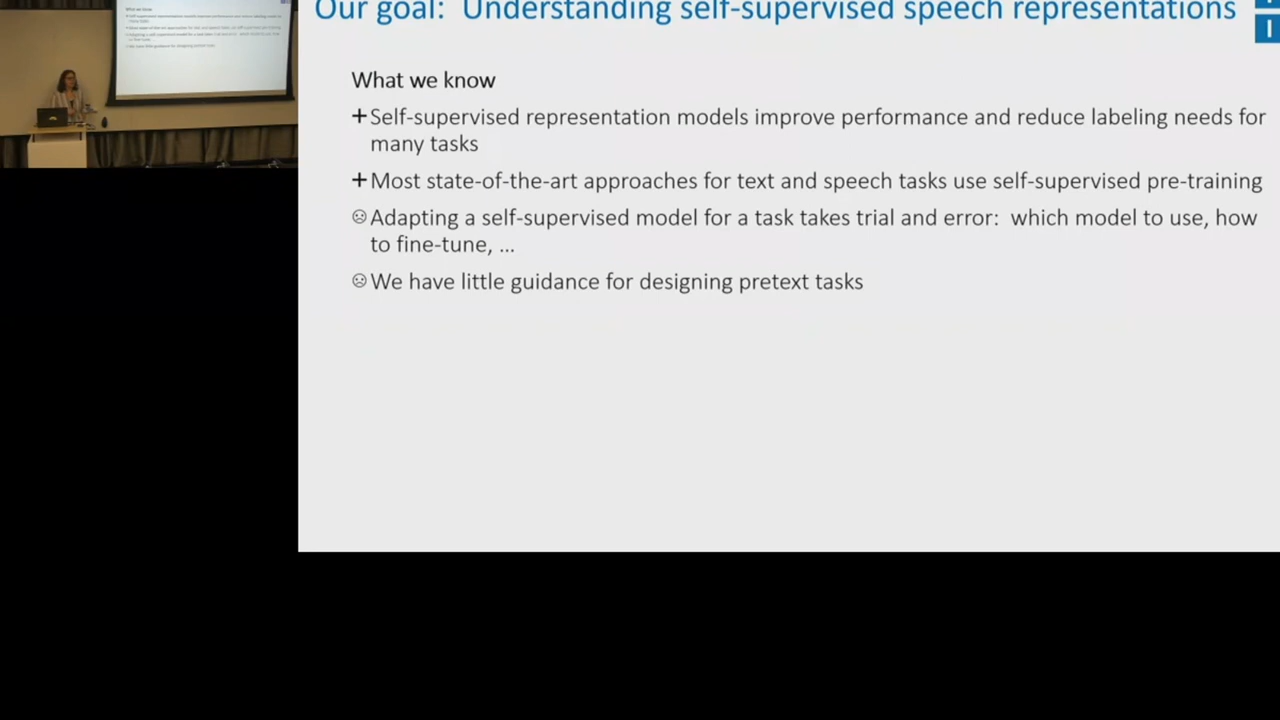 Our goal:  Understanding self-supervised speech representations
What we know
+ Self-supervised representation models improve performance and reduce labeling needs for
many tasks
+ Most state-of-the-art approaches for text and speech tasks use self-supervised pre-training
☹ Adapting a self-supervised model for a task takes trial and error:  which model to use, how
to fine-tune, ...
☹ We have little guidance for designing pretext tasks